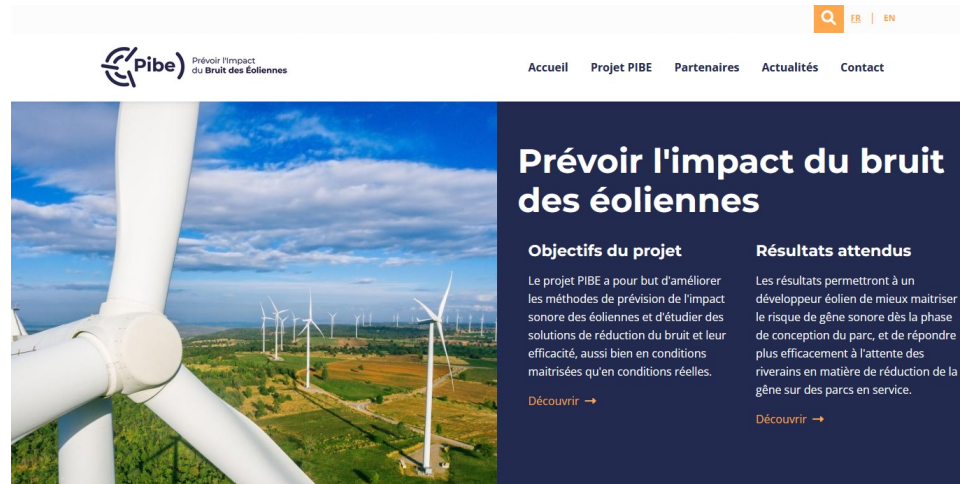 FR | EN
Pibe)
Prévoir l'Impact
du Bruit des Éoliennes
Accueil Projet PIBE Partenaires Actualités Contact
Prévoir l'impact du bruit
des éoliennes
Objectifs du projet
Le projet PIBE a pour but d'améliorer
les méthodes de prévision de l'impact
sonore des éoliennes et d'étudier des
solutions de réduction du bruit et leur
efficacité, aussi bien en conditions
maitrisées qu'en conditions réelles.
Découvrir →
Résultats attendus
Les résultats permettront à un
développeur éolien de mieux maitriser
le risque de gêne sonore dès la phase
de conception du parc, et de répondre
plus efficacement à l'attente des
riverains en matière de réduction de la
gêne sur des parcs en service.
Découvrir →